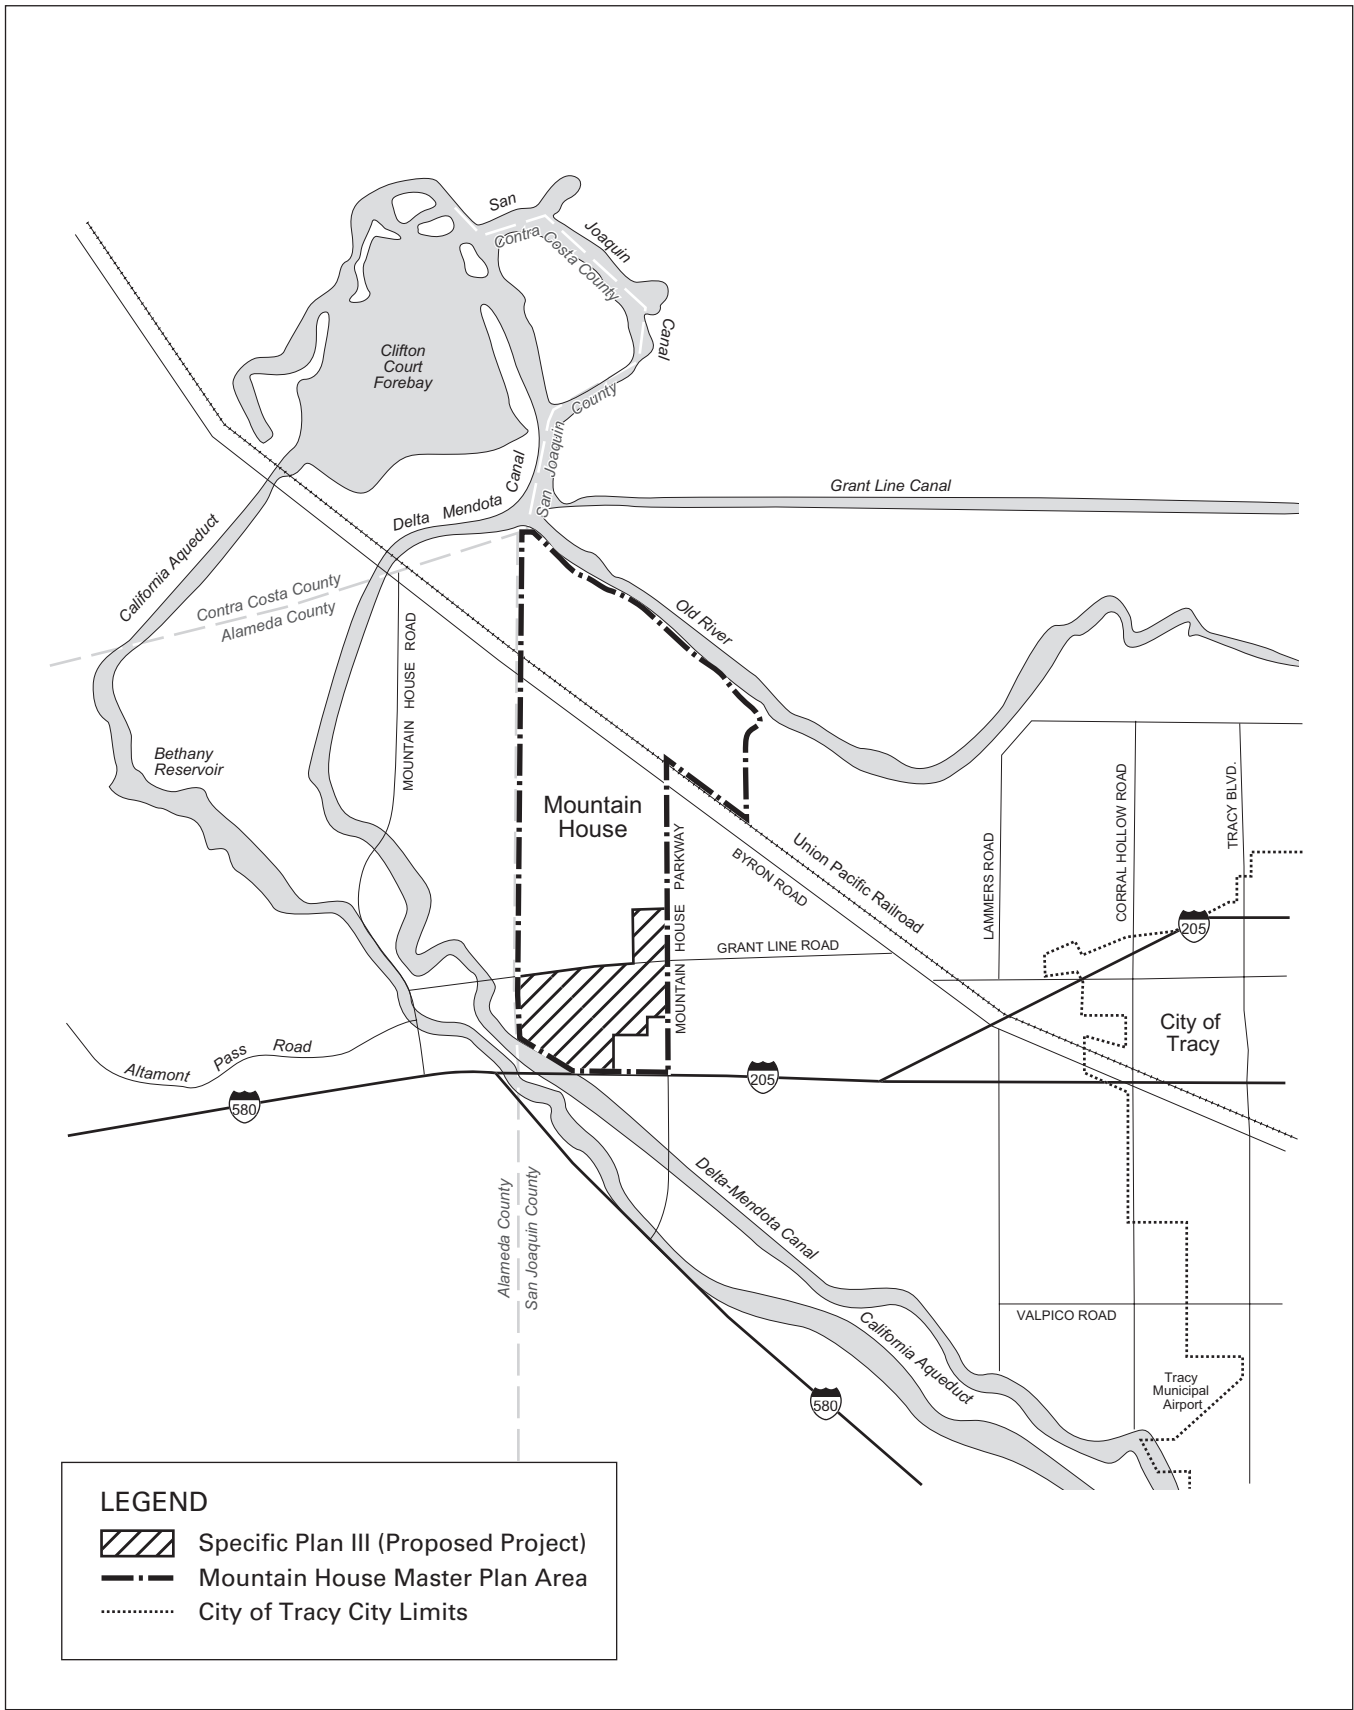 San
Joaquin
Canal
Contra
Costa County
Clifton
Court
Forebay
San Joaquin County
Delta Mendota Canal
Grant Line Canal
California Aqueduct
Contra Costa County
Alameda County
Old River
MOUNTAIN HOUSE ROAD
Bethany
Reservoir
Mountain
House
MOUNTAIN HOUSE PARKWAY
Union Pacific Railroad
BYRON ROAD
LAMMERS ROAD
CORRAL HOLLOW ROAD
TRACY BLVD.
205
GRANT LINE ROAD
City of
Tracy
Altamont Pass Road
580
205
Alameda County
San Joaquin County
Delta-Mendota Canal
California Aqueduct
VALPICO ROAD
Tracy
Municipal
Airport
580
LEGEND
Specific Plan III (Proposed Project)
Mountain House Master Plan Area
City of Tracy City Limits